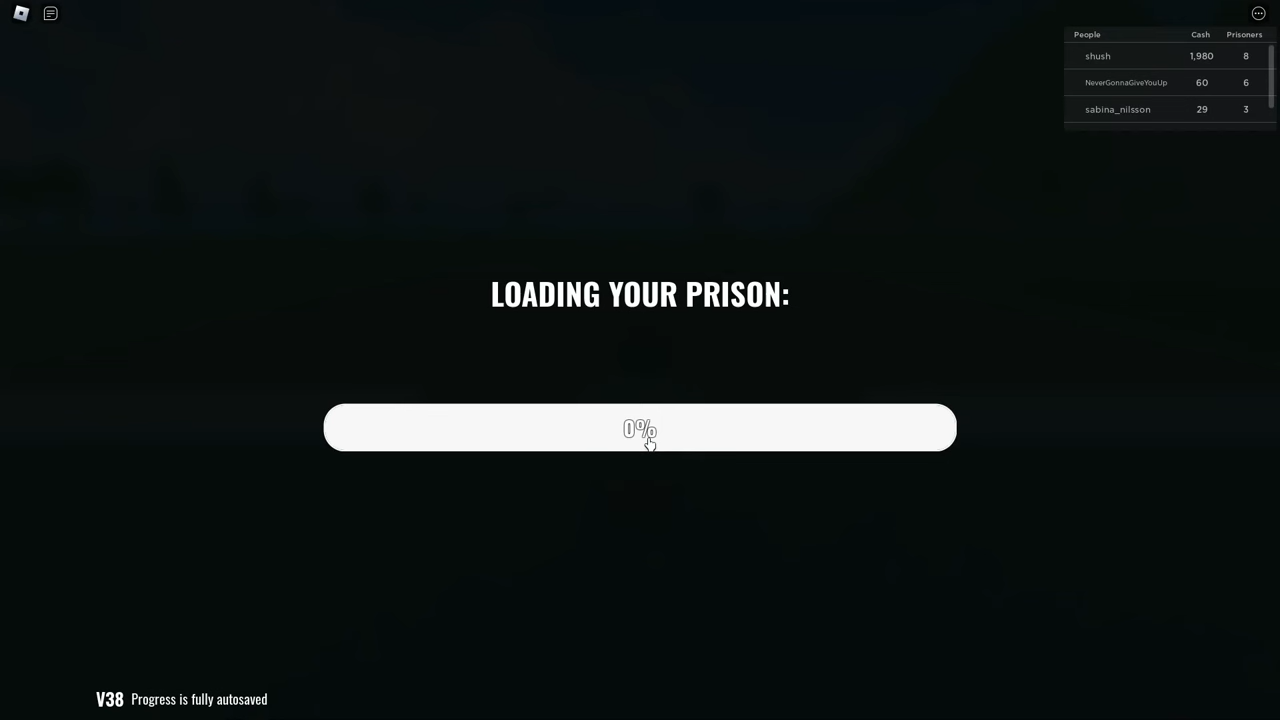 People Cash Prisoners
shush 1,980 8
NeverGonnaGiveYouUp 60 6
sabina_nilsson 29 3
LOADING YOUR PRISON:
0%
V38 Progress is fully autosaved